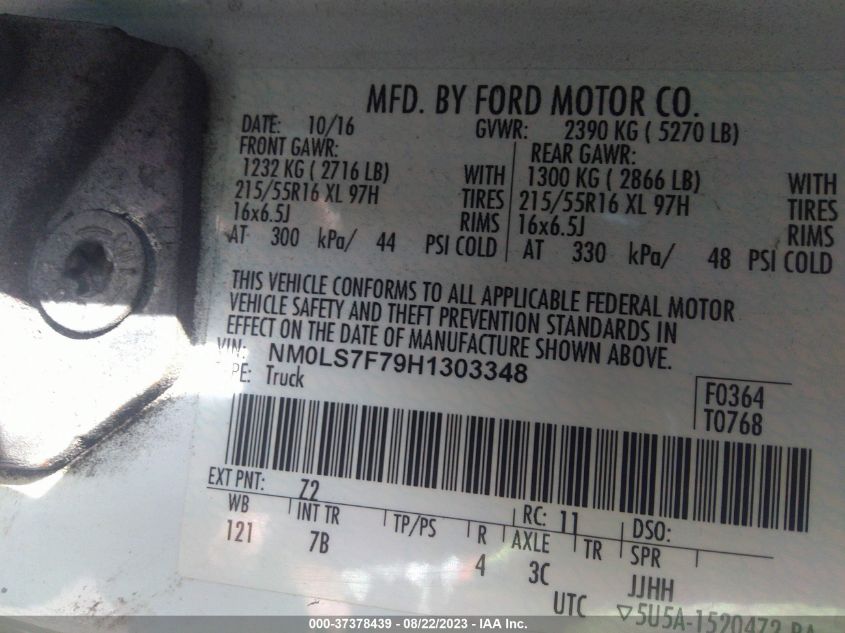 MFD. BY FORD MOTOR CO.
DATE: 10/16 GVWR: 2390 KG ( 5270 LB)
FRONT GAWR: REAR GAWR:
1232 KG ( 2716 LB) WITH 1300 KG ( 2866 LB) WITH
215/55R16 XL 97H TIRES 215/55R16 XL 97H TIRES
16x6.5J RIMS 16x6.5J RIMS
AT 300 kPa/ 44 PSI COLD AT 330 kPa/ 48 PSI COLD
THIS VEHICLE CONFORMS TO ALL APPLICABLE FEDERAL MOTOR
VEHICLE SAFETY AND THEFT PREVENTION STANDARDS IN
EFFECT ON THE DATE OF MANUFACTURE SHOWN ABOVE.
VIN: NM0LS7F79H1303348
TYPE: Truck
F0364
T0768
EXT PNT: Z2 RC: 11 DSO:
WB INT TR TP/PS R AXLE TR SPR
121 7B 4 3C JJHH
UTC ▽5U5A-1520472
000-37378439 - 08/22/2023 - IAA Inc.